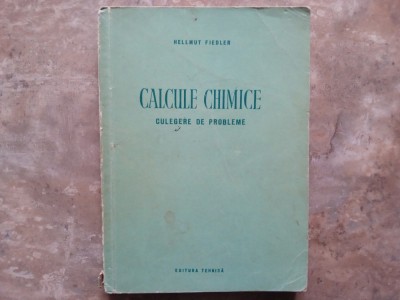 HELLMUT FIEDLER
CALCULE CHIMICE
CULEGERE DE PROBLEME
EDITURA TEHNICĂ